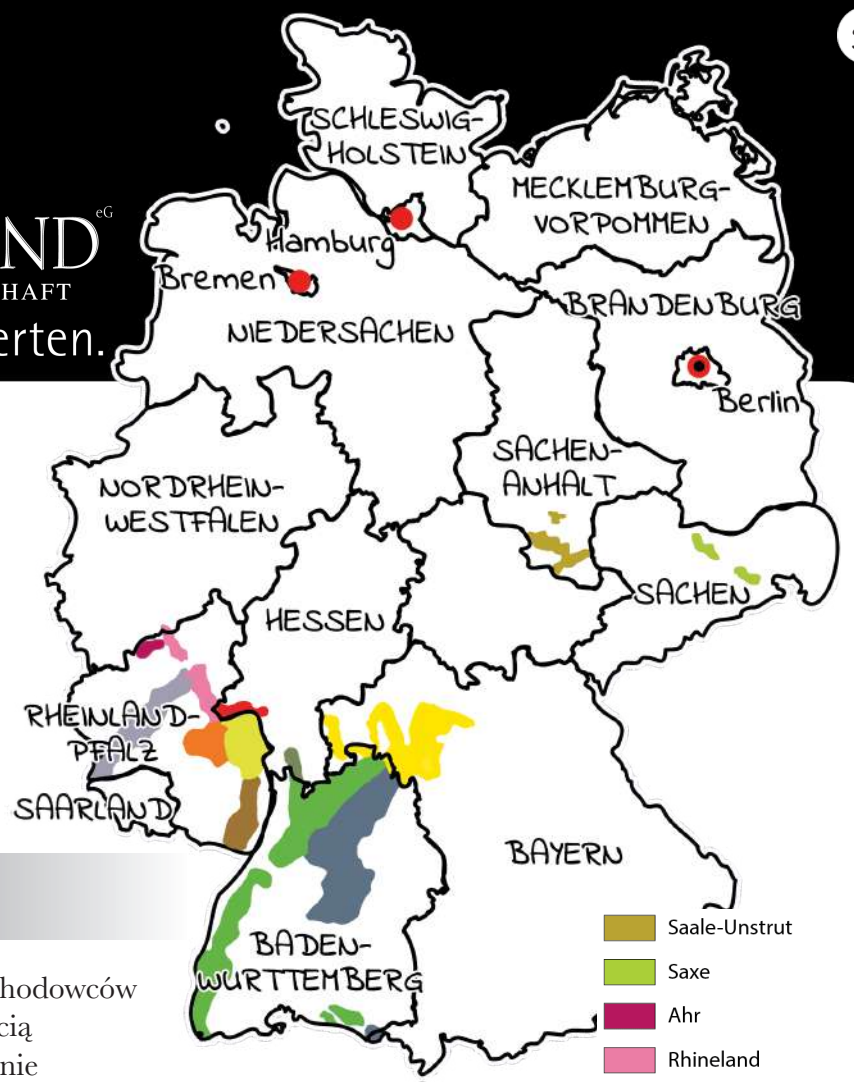 SCHLESWIG-
HOLSTEIN
MECKLEMBURG-
VORPOMMEN
ND eG
HAFT
erten.
Hamburg
Bremen
NIEDERSACHEN
BRANDENBURG
Berlin
SACHEN-
ANHALT
NORDRHEIN-
WESTFALEN
HESSEN
SACHEN
RHEINLAND-
PFALZ
SAARLAND
BAYERN
BADEN-
WURTTEMBERG
hodowców
cią
nie
Saale-Unstrut
Saxe
Ahr
Rhineland